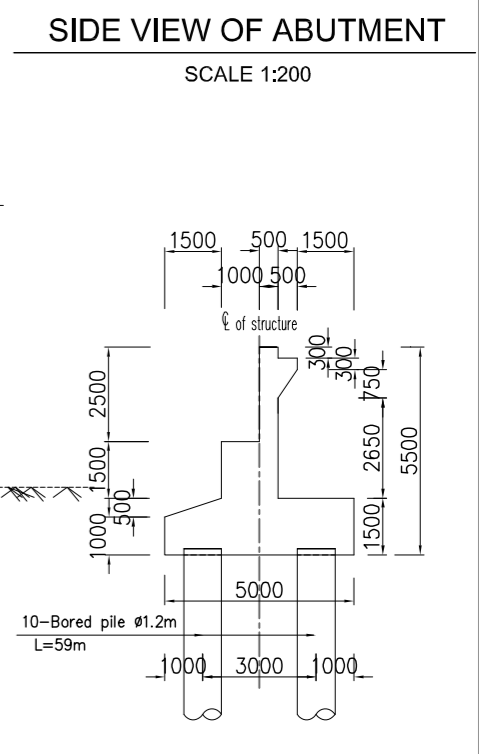 SIDE VIEW OF ABUTMENT
SCALE 1:200
1500 500 1500
1000 500
℄ of structure
300
300
750
2500
2650
5500
1500
500
1000
1500
5000
10-Bored pile Ø1.2m
L=59m
1000 3000 1000